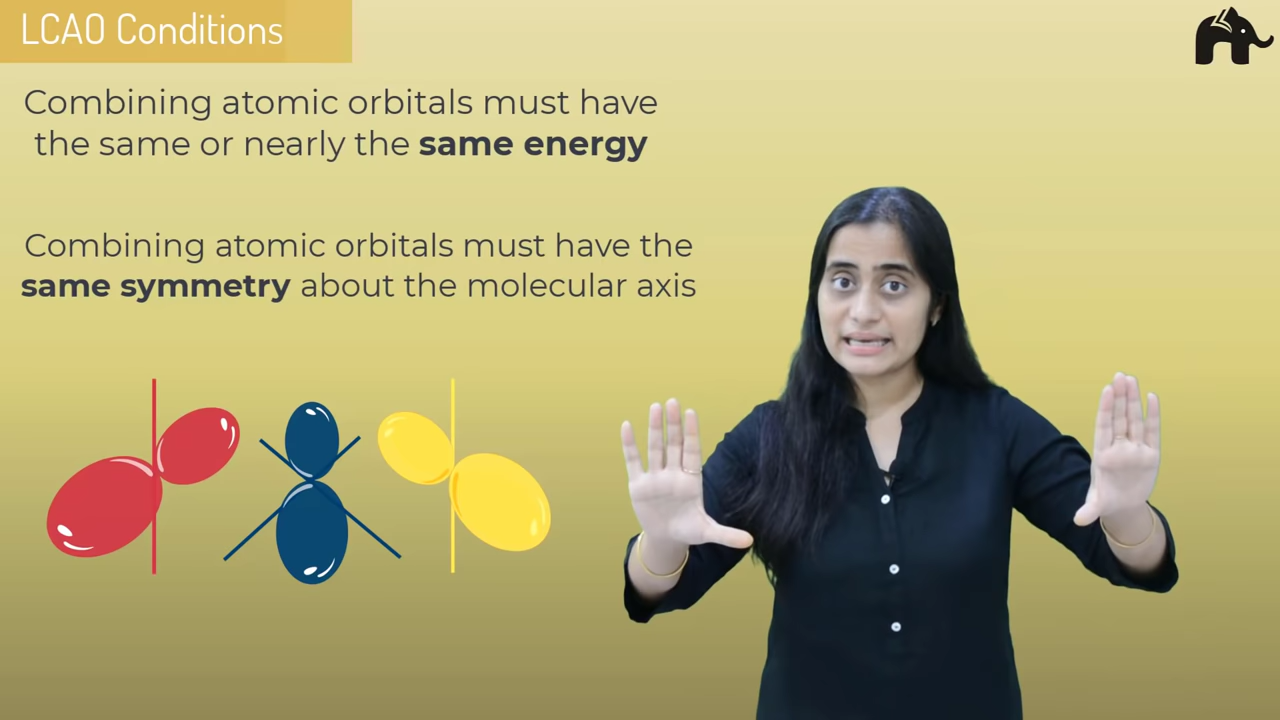 LCAO Conditions
Combining atomic orbitals must have
the same or nearly the same energy
Combining atomic orbitals must have the
same symmetry about the molecular axis